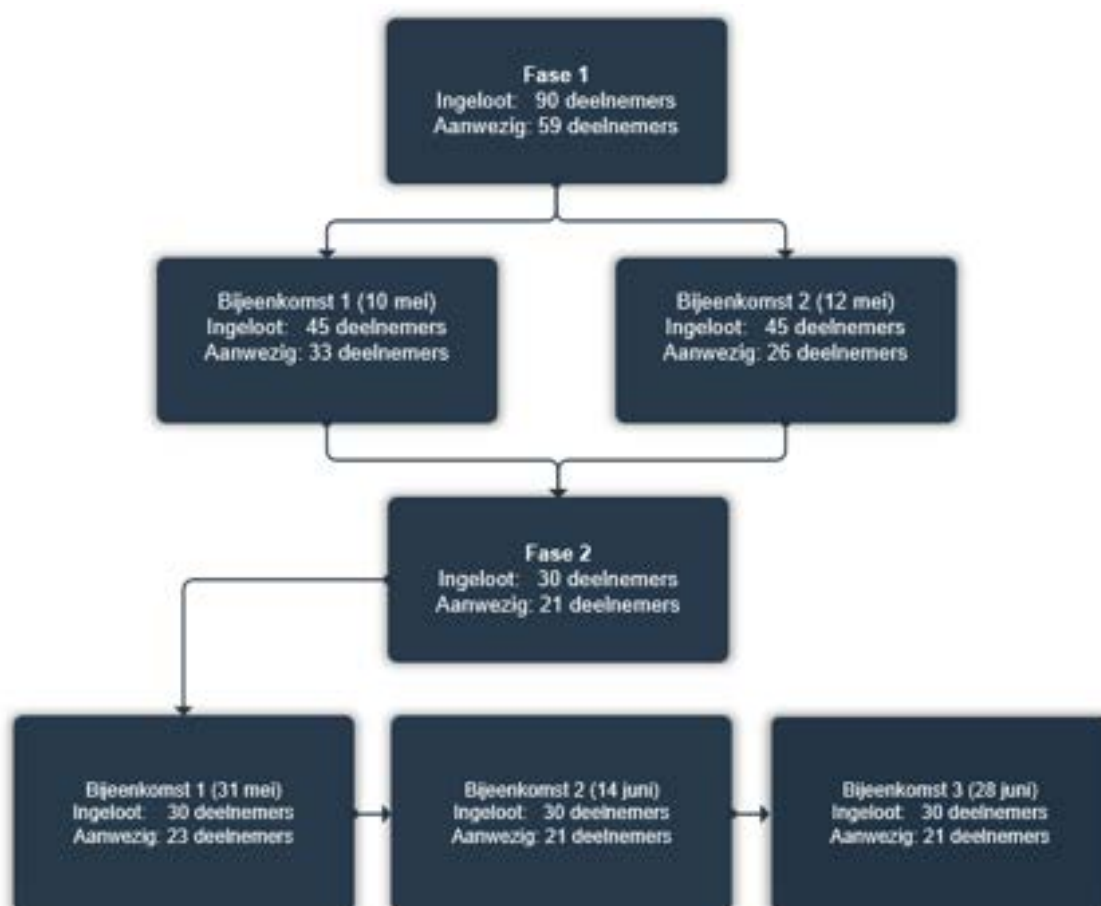 Fase 1
Ingeloot: 90 deelnemers
Aanwezig: 59 deelnemers
Bijeenkomst 1 (10 mei)
Ingeloot: 45 deelnemers
Aanwezig: 33 deelnemers
Bijeenkomst 2 (12 mei)
Ingeloot: 45 deelnemers
Aanwezig: 26 deelnemers
Fase 2
Ingeloot: 30 deelnemers
Aanwezig: 21 deelnemers
Bijeenkomst 1 (31 mei)
Ingeloot: 30 deelnemers
Aanwezig: 23 deelnemers
Bijeenkomst 2 (14 juni)
Ingeloot: 30 deelnemers
Aanwezig: 21 deelnemers
Bijeenkomst 3 (28 juni)
Ingeloot: 30 deelnemers
Aanwezig: 21 deelnemers